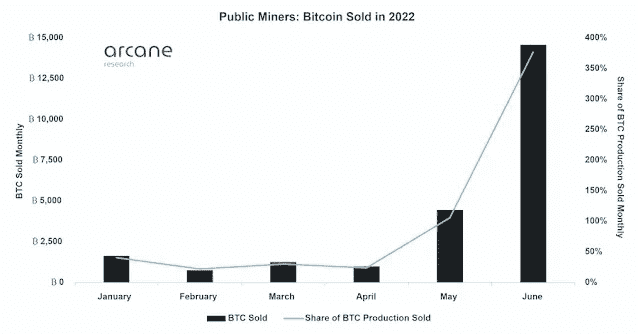 Public Miners: Bitcoin Sold in 2022
arcane
research
BTC Sold Monthly
₿ 15,000
₿ 12,500
₿ 10,000
₿ 7,500
₿ 5,000
₿ 2,500
₿ 0
400%
350%
300%
250%
200%
150%
100%
50%
0%
Share of BTC Production Sold Monthly
January February March April May June
BTC Sold Share of BTC Production Sold